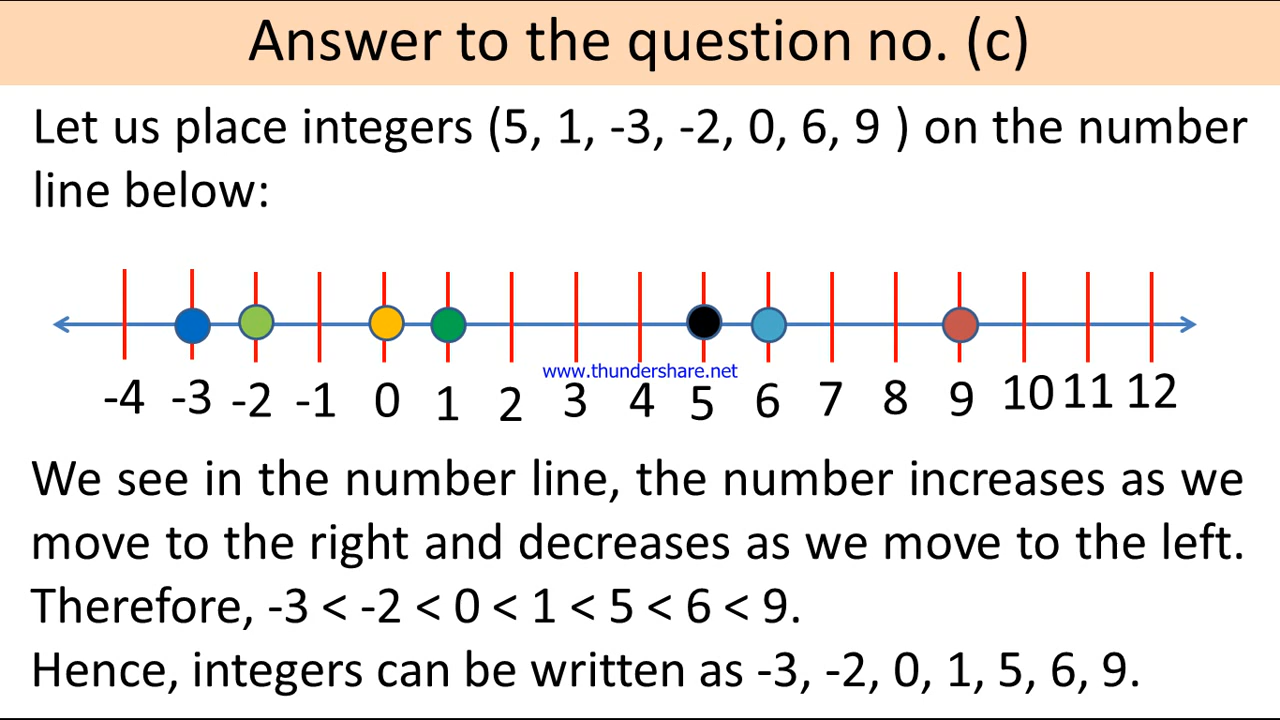 Answer to the question no. (c)
Let us place integers (5, 1, -3, -2, 0, 6, 9 ) on the number
line below:
www.thundershare.net
-4 -3 -2 -1 0 1 2 3 4 5 6 7 8 9 10 11 12
We see in the number line, the number increases as we
move to the right and decreases as we move to the left.
Therefore, -3 < -2 < 0 < 1 < 5 < 6 < 9.
Hence, integers can be written as -3, -2, 0, 1, 5, 6, 9.